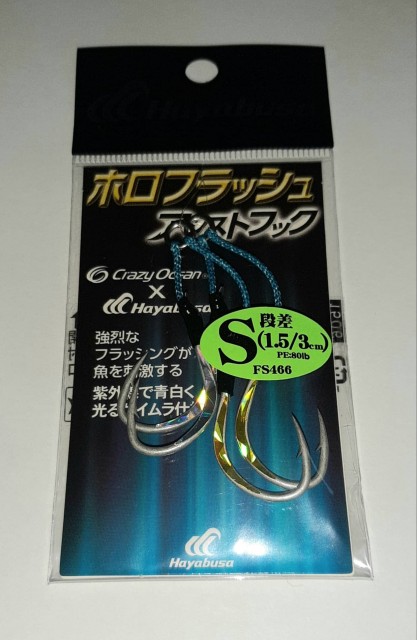 Hayabusa
ホロフラッシュ
アシストフック
Crazy Ocean
×
Hayabusa
強烈な
フラッシングが
魚を刺激する
紫外線で青白く
光るケイムラ仕
S
段差
(1.5/3cm)
PE:80lb
FS466
Hayabusa